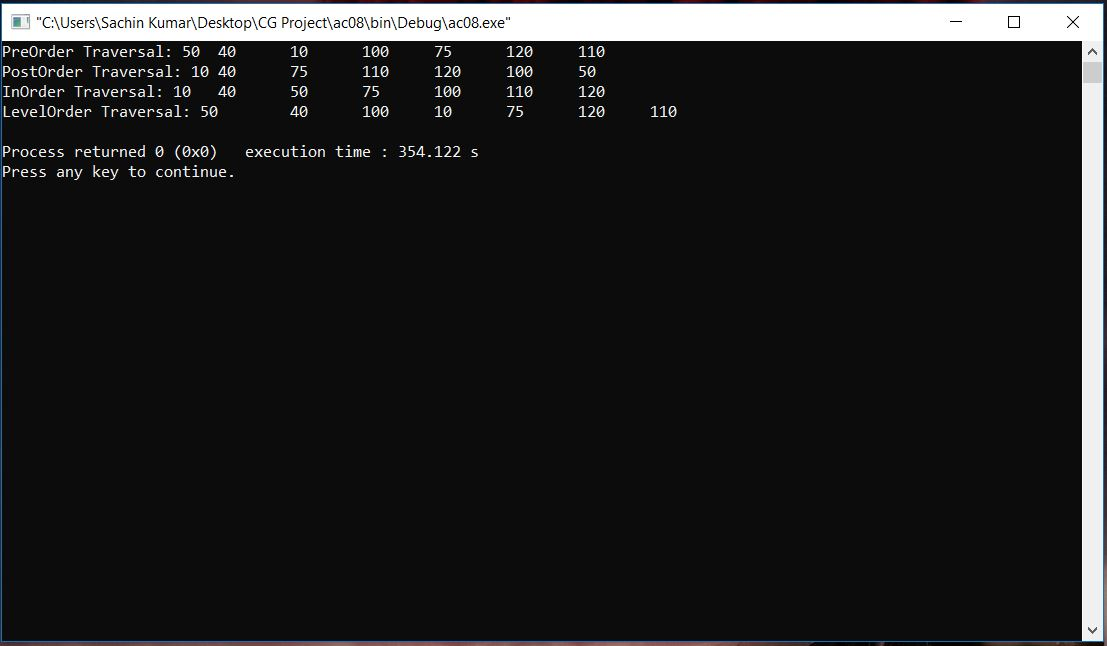 "C:\Users\Sachin Kumar\Desktop\CG Project\ac08\bin\Debug\ac08.exe"
PreOrder Traversal: 50 40 10 100 75 120 110
PostOrder Traversal: 10 40 75 110 120 100 50
InOrder Traversal: 10 40 50 75 100 110 120
LevelOrder Traversal: 50 40 100 10 75 120 110
Process returned 0 (0x0) execution time : 354.122 s
Press any key to continue.